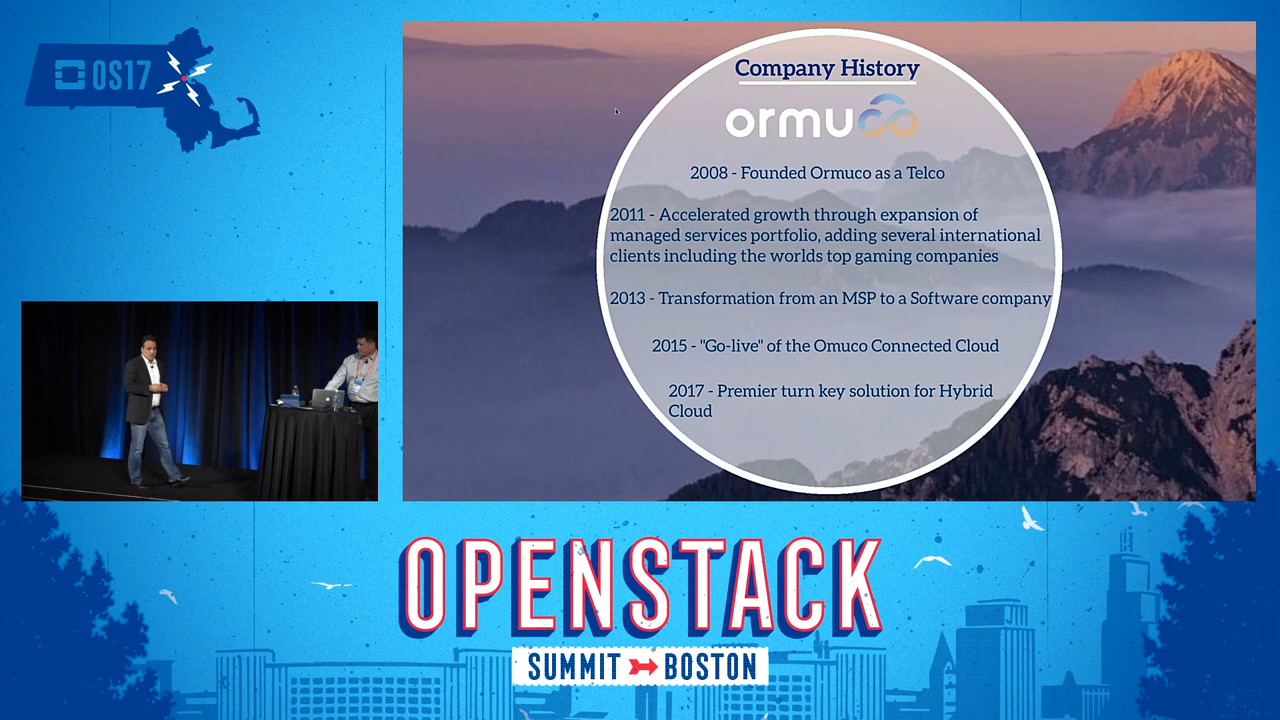 OS17
Company History
ormuco
2008 - Founded Ormuco as a Telco
2011 - Accelerated growth through expansion of
managed services portfolio, adding several international
clients including the worlds top gaming companies
2013 - Transformation from an MSP to a Software company
2015 - "Go-live" of the Omuco Connected Cloud
2017 - Premier turn key solution for Hybrid
Cloud
OPENSTACK
SUMMIT BOSTON